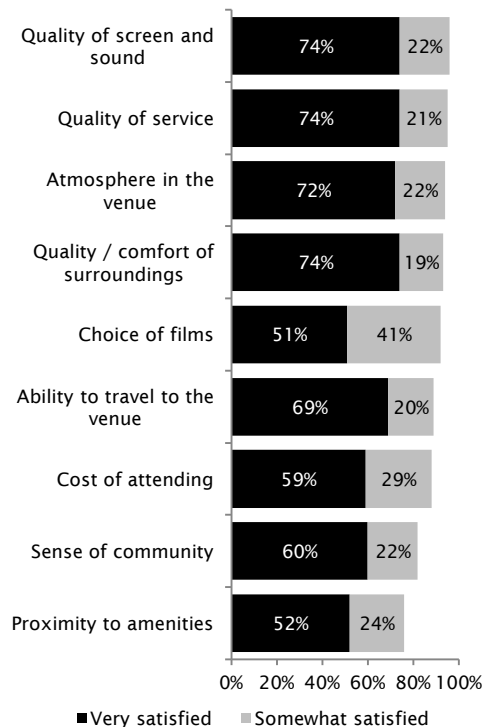 Quality of screen and
sound
74%
22%
Quality of service
74%
21%
Atmosphere in the
venue
72%
22%
Quality / comfort of
surroundings
74%
19%
Choice of films
51%
41%
Ability to travel to the
venue
69%
20%
Cost of attending
59%
29%
Sense of community
60%
22%
Proximity to amenities
52%
24%
0% 20% 40% 60% 80% 100%
Very satisfied
Somewhat satisfied